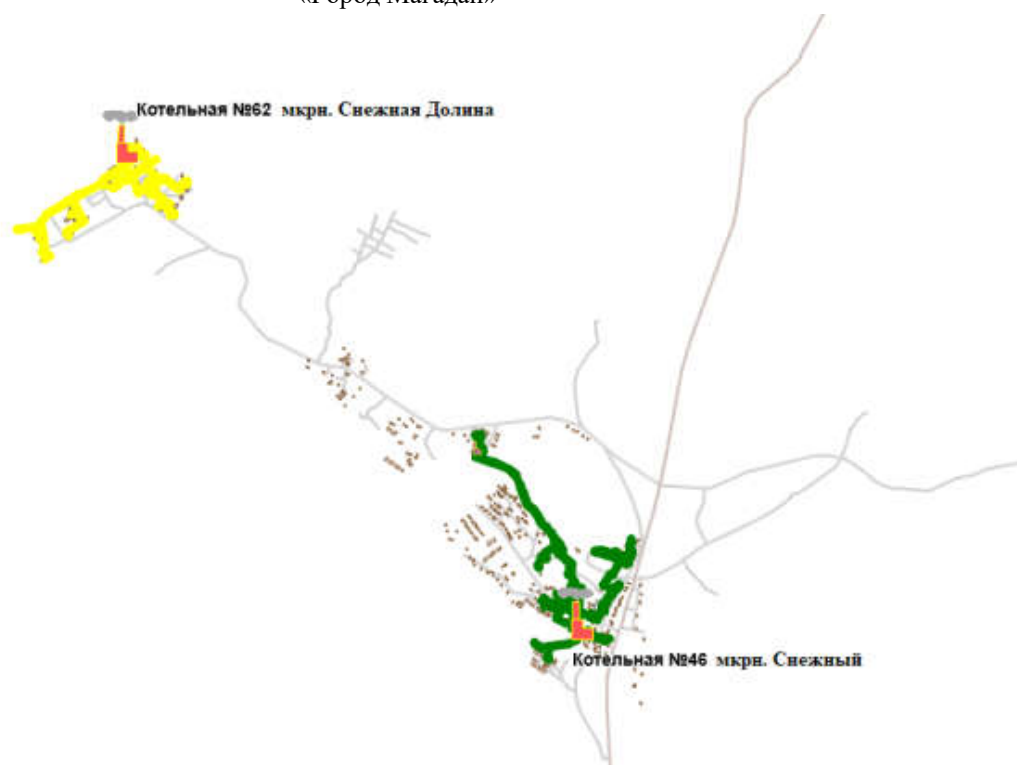 «Город Магадан»
Котельная №62 мкрн. Снежная Долина
Котельная №46 мкрн. Снежный